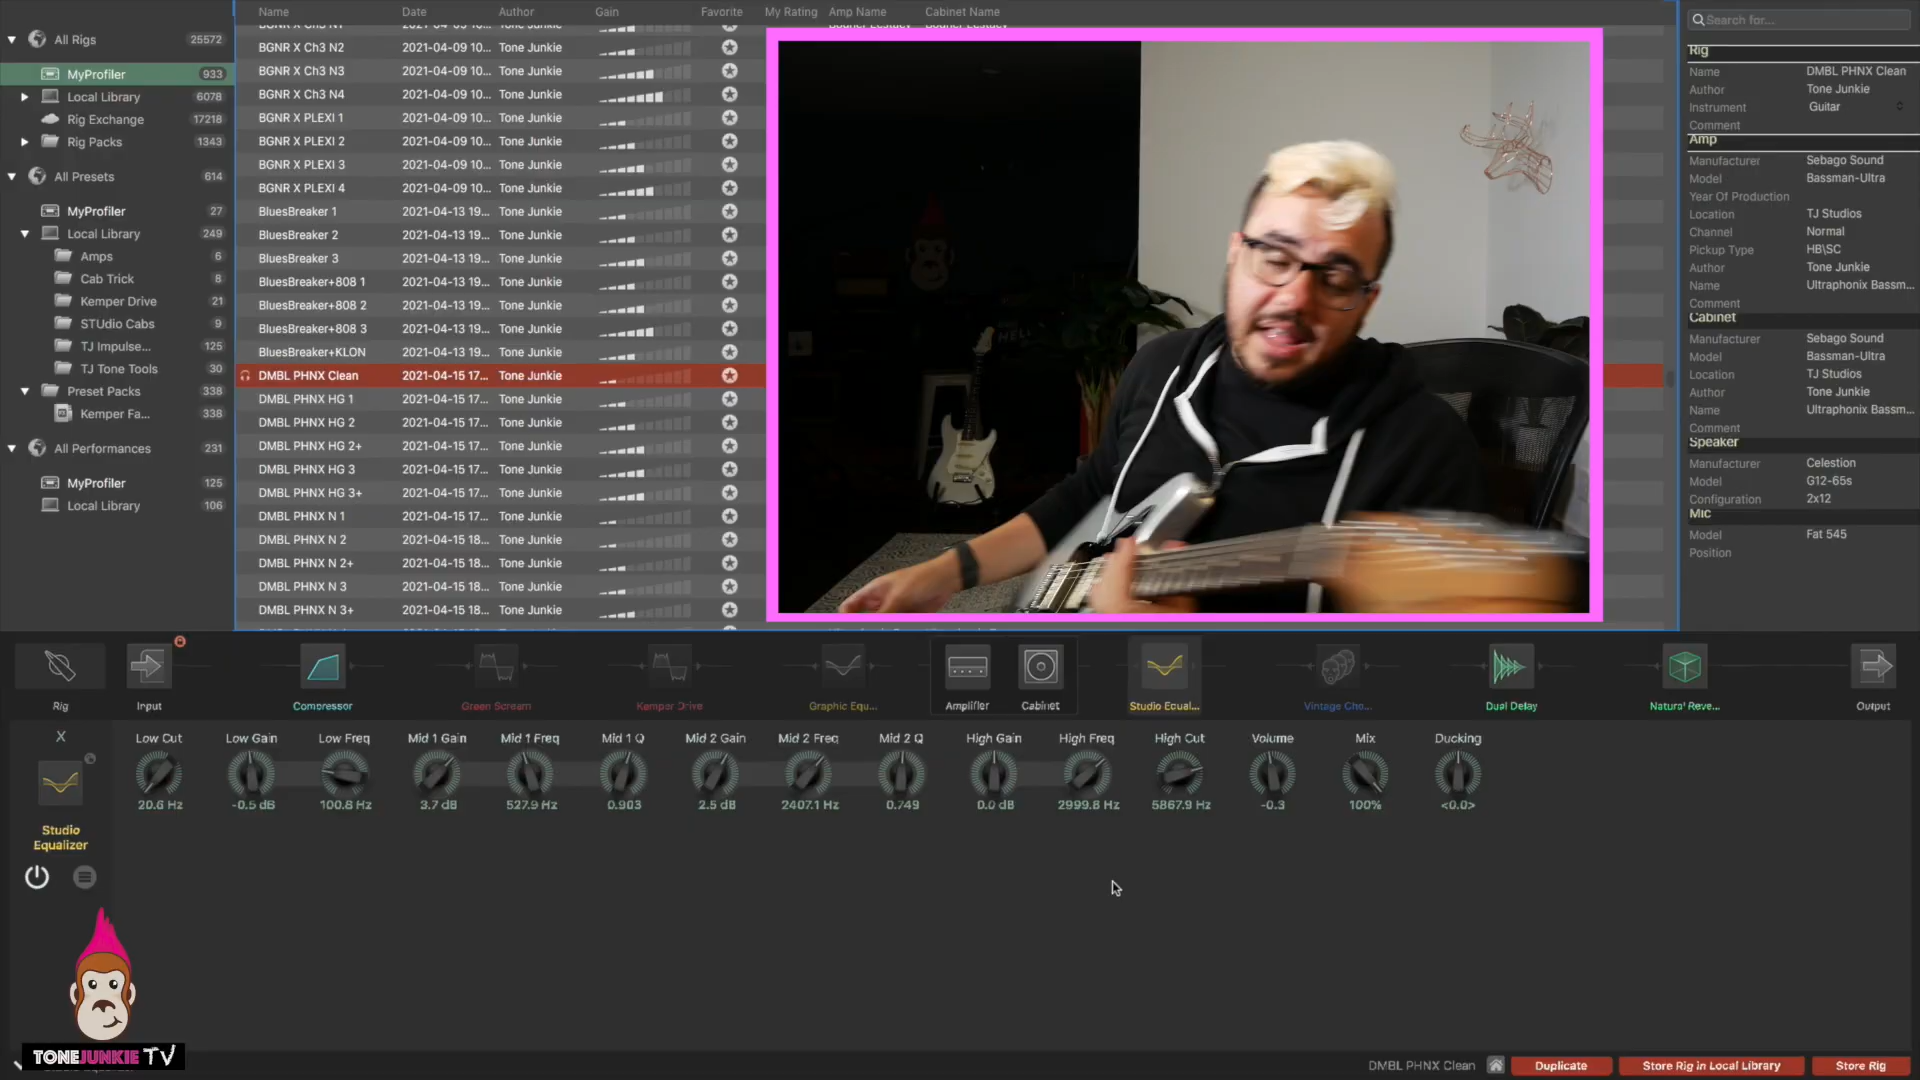 Name Date Author Gain Favorite My Rating Amp Name Cabinet Name
All Rigs 25572
MyProfiler 933
Local Library 6078
Rig Exchange 17218
Rig Packs 1343
All Presets 614
MyProfiler 27
Local Library 249
Amps 6
Cab Trick 8
Kemper Drive 21
STUdio Cabs 9
TJ Impulse... 125
TJ Tone Tools 30
Preset Packs 338
Kemper Fa... 338
All Performances 231
MyProfiler 125
Local Library 106
BGNR X Ch3 N2 2021-04-09 10... Tone Junkie
BGNR X Ch3 N3 2021-04-09 10... Tone Junkie
BGNR X Ch3 N4 2021-04-09 10... Tone Junkie
BGNR X PLEXI 1 2021-04-09 10... Tone Junkie
BGNR X PLEXI 2 2021-04-09 10... Tone Junkie
BGNR X PLEXI 3 2021-04-09 10... Tone Junkie
BGNR X PLEXI 4 2021-04-09 10... Tone Junkie
BluesBreaker 1 2021-04-13 19... Tone Junkie
BluesBreaker 2 2021-04-13 19... Tone Junkie
BluesBreaker 3 2021-04-13 19... Tone Junkie
BluesBreaker+808 1 2021-04-13 19... Tone Junkie
BluesBreaker+808 2 2021-04-13 19... Tone Junkie
BluesBreaker+808 3 2021-04-13 19... Tone Junkie
BluesBreaker+KLON 2021-04-13 19... Tone Junkie
DMBL PHNX Clean 2021-04-15 17... Tone Junkie
DMBL PHNX HG 1 2021-04-15 17... Tone Junkie
DMBL PHNX HG 2 2021-04-15 17... Tone Junkie
DMBL PHNX HG 2+ 2021-04-15 17... Tone Junkie
DMBL PHNX HG 3 2021-04-15 17... Tone Junkie
DMBL PHNX HG 3+ 2021-04-15 17... Tone Junkie
DMBL PHNX N 1 2021-04-15 17... Tone Junkie
DMBL PHNX N 2 2021-04-15 18... Tone Junkie
DMBL PHNX N 2+ 2021-04-15 18... Tone Junkie
DMBL PHNX N 3 2021-04-15 18... Tone Junkie
DMBL PHNX N 3+ 2021-04-15 18... Tone Junkie
Search for...
Rig
Name DMBL PHNX Clean
Author Tone Junkie
Instrument Guitar
Comment
Amp
Manufacturer Sebago Sound
Model Bassman-Ultra
Year Of Production
Location TJ Studios
Channel Normal
Pickup Type HB\SC
Author Tone Junkie
Name Ultraphonix Bassm...
Comment
Cabinet
Manufacturer Sebago Sound
Model Bassman-Ultra
Location TJ Studios
Author Tone Junkie
Name Ultraphonix Bassm...
Comment
Speaker
Manufacturer Celestion
Model G12-65s
Configuration 2x12
Mic
Model Fat 545
Position
Rig Input Compressor Green Scream Kemper Drive Graphic Equ... Amplifier Cabinet Studio Equal... Vintage Cho... Dual Delay Natural Reve... Output
X Low Cut Low Gain Low Freq Mid 1 Gain Mid 1 Freq Mid 1 Q Mid 2 Gain Mid 2 Freq Mid 2 Q High Gain High Freq High Cut Volume Mix Ducking
20.6 Hz -0.5 dB 100.8 Hz 3.7 dB 527.9 Hz 0.903 2.5 dB 2407.1 Hz 0.749 0.0 dB 2999.8 Hz 5867.9 Hz -0.3 100% <0.0>
Studio
Equalizer
TONEJUNKIE TV
DMBL PHNX Clean Duplicate Store Rig in Local Library Store Rig